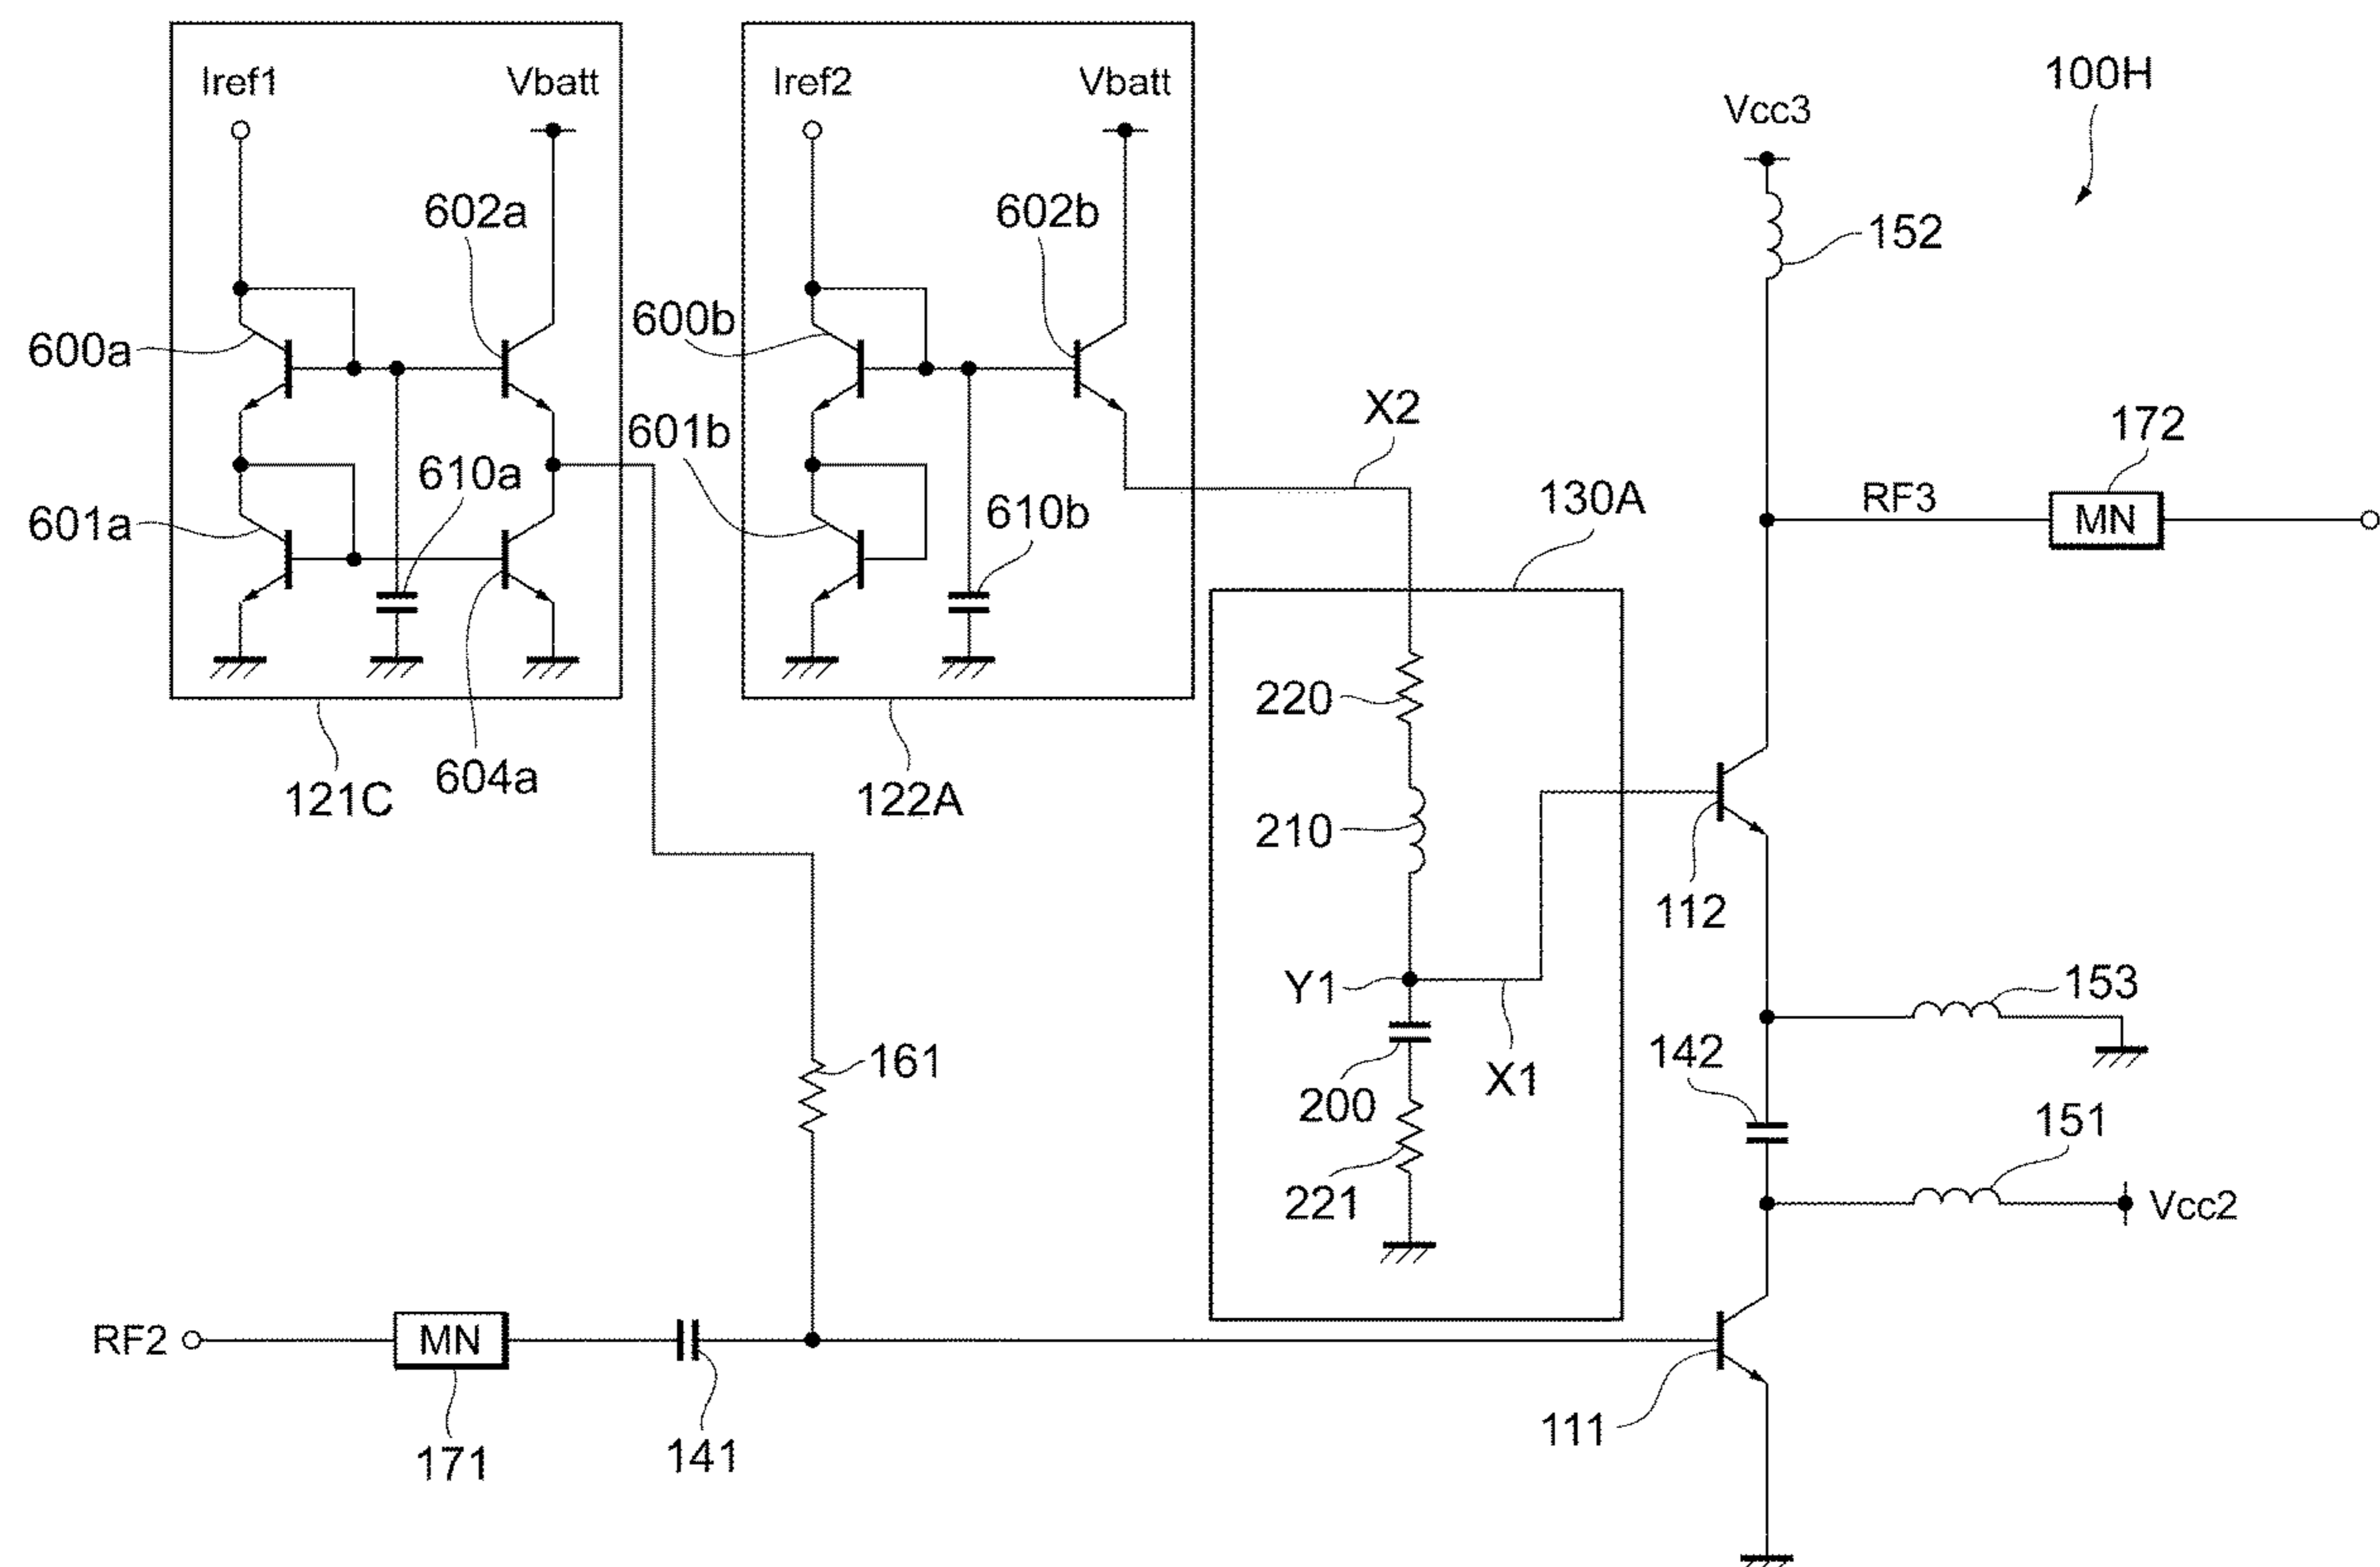 Iref1
Vbatt
Iref2
Vbatt
100H
Vcc3
602a
602b
152
600a
600b
X2
172
601b
610a
610b
130A
RF3
MN
601a
220
604a
121C
122A
210
112
Y1
153
161
142
200
X1
151
221
Vcc2
RF2
MN
111
171
141